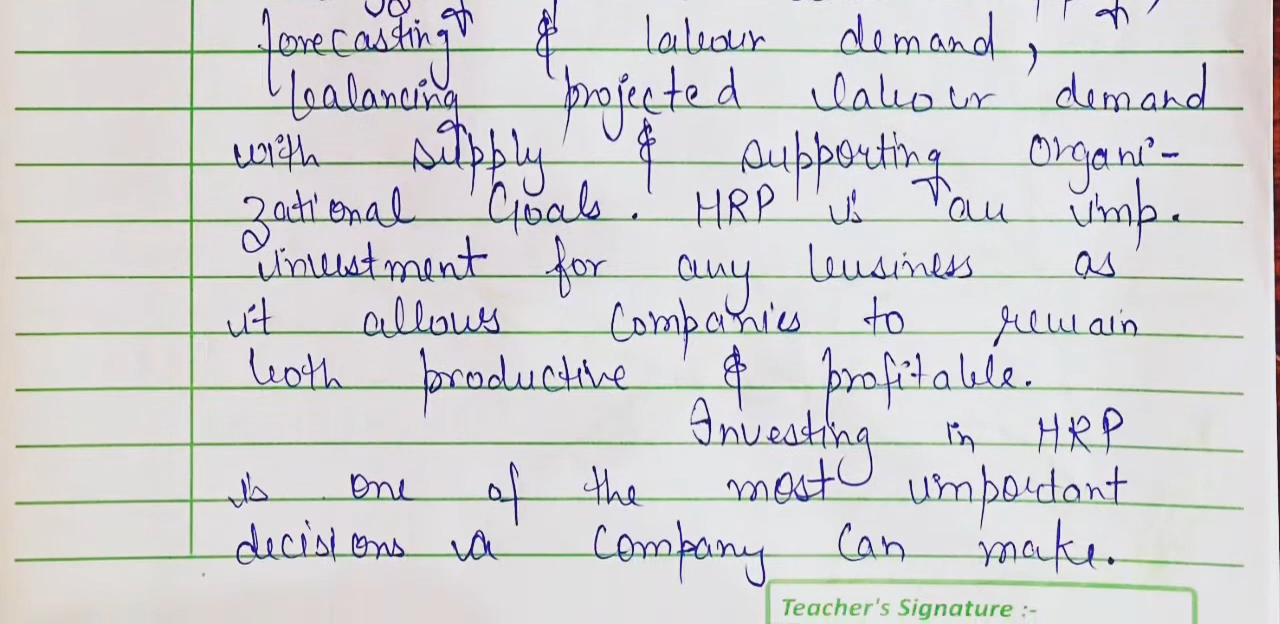 forecasting & labour demand,
balancing projected labour demand
with supply & supporting organi-
zational Goals. HRP is an imp.
investment for any business as
it allows Companies to remain
both productive & profitable.
Investing in HRP
is one of the most important
decisions a Company Can make.
Teacher's Signature :-